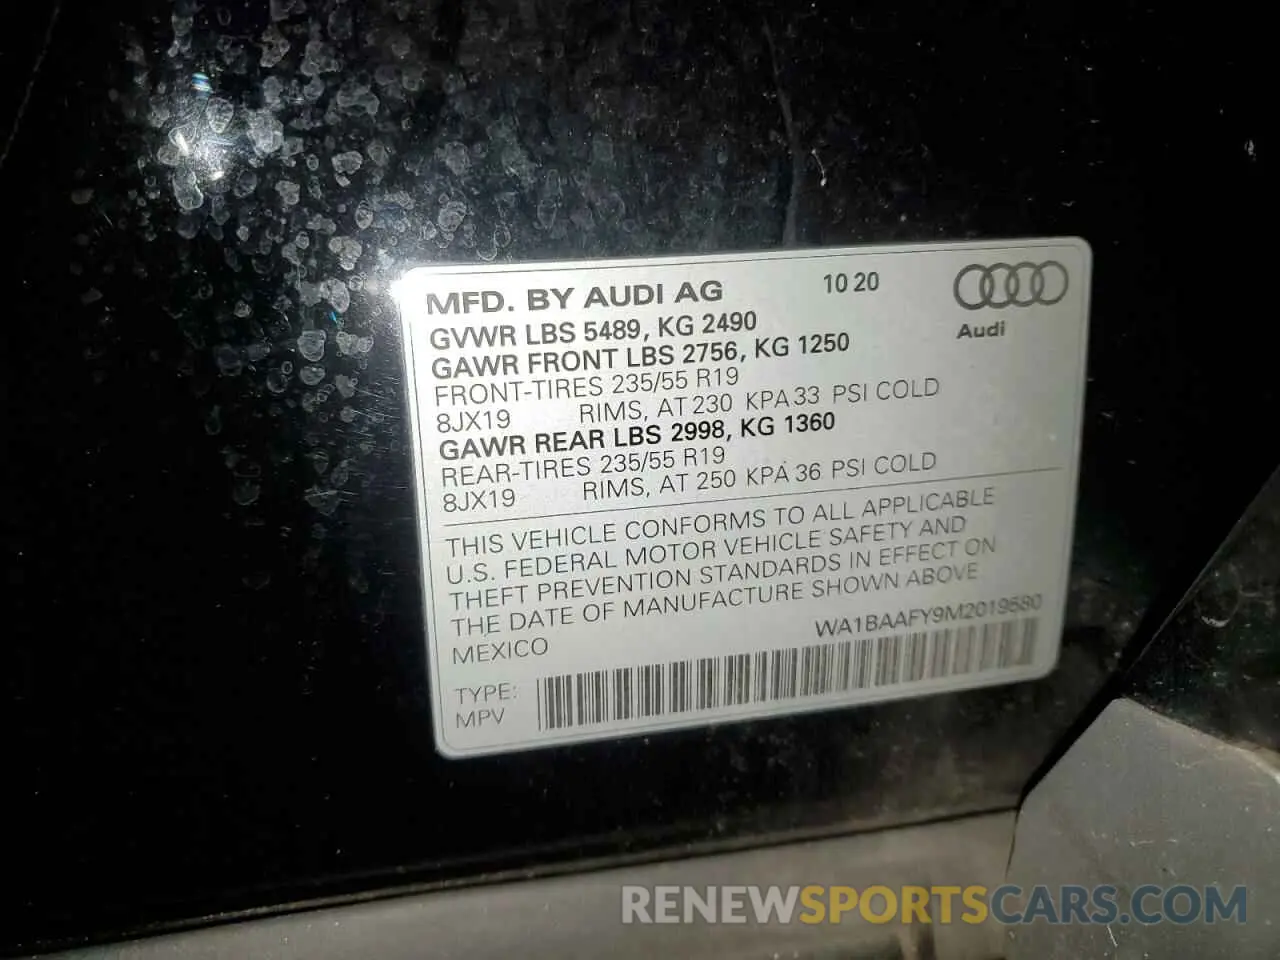 MFD. BY AUDI AG 10 20
GVWR LBS 5489, KG 2490
Audi
GAWR FRONT LBS 2756, KG 1250
FRONT-TIRES 235/55 R19
8JX19 RIMS, AT 230 KPA 33 PSI COLD
GAWR REAR LBS 2998, KG 1360
REAR-TIRES 235/55 R19
8JX19 RIMS, AT 250 KPA 36 PSI COLD
THIS VEHICLE CONFORMS TO ALL APPLICABLE
U.S. FEDERAL MOTOR VEHICLE SAFETY AND
THEFT PREVENTION STANDARDS IN EFFECT ON
THE DATE OF MANUFACTURE SHOWN ABOVE
MEXICO WA1BAAFY9M2019580
TYPE:
MPV
RENEWSPORTSCARS.COM